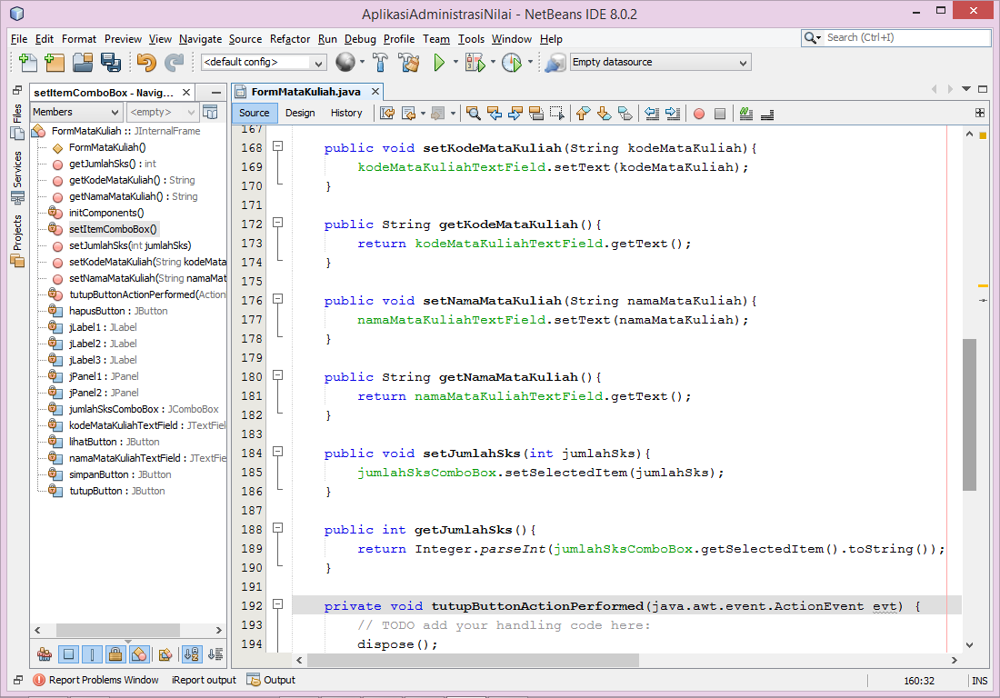 AplikasiAdministrasiNilai - NetBeans IDE 8.0.2
File Edit Format Preview View Navigate Source Refactor Run Debug Profile Team Tools Window Help
Search (Ctrl+I)
<default config>
Empty datasource
Files
Services
Projects
setItemComboBox - Navig...
Members
<empty>
FormMataKuliah :: JInternalFrame
FormMataKuliah()
getJumlahSks() : int
getKodeMataKuliah() : String
getNamaMataKuliah() : String
initComponents()
setItemComboBox()
setJumlahSks(int jumlahSks)
setKodeMataKuliah(String kodeMata
setNamaMataKuliah(String namaMat
tutupButtonActionPerformed(Action
hapusButton : JButton
jLabel1 : JLabel
jLabel2 : JLabel
jLabel3 : JLabel
jPanel1 : JPanel
jPanel2 : JPanel
jumlahSksComboBox : JComboBox
kodeMataKuliahTextField : JTextFiel
lihatButton : JButton
namaMataKuliahTextField : JTextFie
simpanButton : JButton
tutupButton : JButton
FormMataKuliah.java
Source Design History
167
168 public void setKodeMataKuliah(String kodeMataKuliah){
169 kodeMataKuliahTextField.setText(kodeMataKuliah);
170 }
171
172 public String getKodeMataKuliah(){
173 return kodeMataKuliahTextField.getText();
174 }
175
176 public void setNamaMataKuliah(String namaMataKuliah){
177 namaMataKuliahTextField.setText(namaMataKuliah);
178 }
179
180 public String getNamaMataKuliah(){
181 return namaMataKuliahTextField.getText();
182 }
183
184 public void setJumlahSks(int jumlahSks){
185 jumlahSksComboBox.setSelectedItem(jumlahSks);
186 }
187
188 public int getJumlahSks(){
189 return Integer.parseInt(jumlahSksComboBox.getSelectedItem().toString());
190 }
191
192 private void tutupButtonActionPerformed(java.awt.event.ActionEvent evt) {
193 // TODO add your handling code here:
194 dispose();
Report Problems Window iReport output Output
160:32 INS